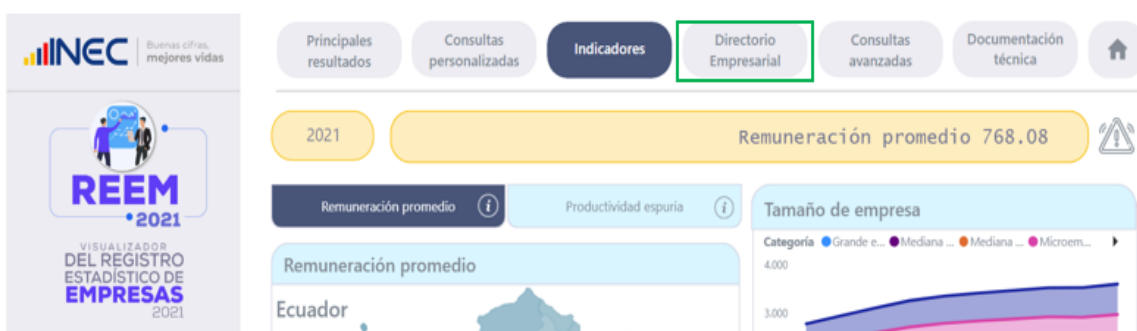 INEC
Buenas cifras,
mejores vidas
Principales
resultados
Consultas
personalizadas
Indicadores
Directorio
Empresarial
Consultas
avanzadas
Documentación
técnica
REEM
2021
VISUALIZADOR
DEL REGISTRO
ESTADÍSTICO DE
EMPRESAS
2021
2021
Remuneración promedio 768.08
Remuneración promedio i
Productividad espuria i
Remuneración promedio
Ecuador
Tamaño de empresa
Categoría Grande e... Mediana ... Mediana ... Microem...
4.000
3.000